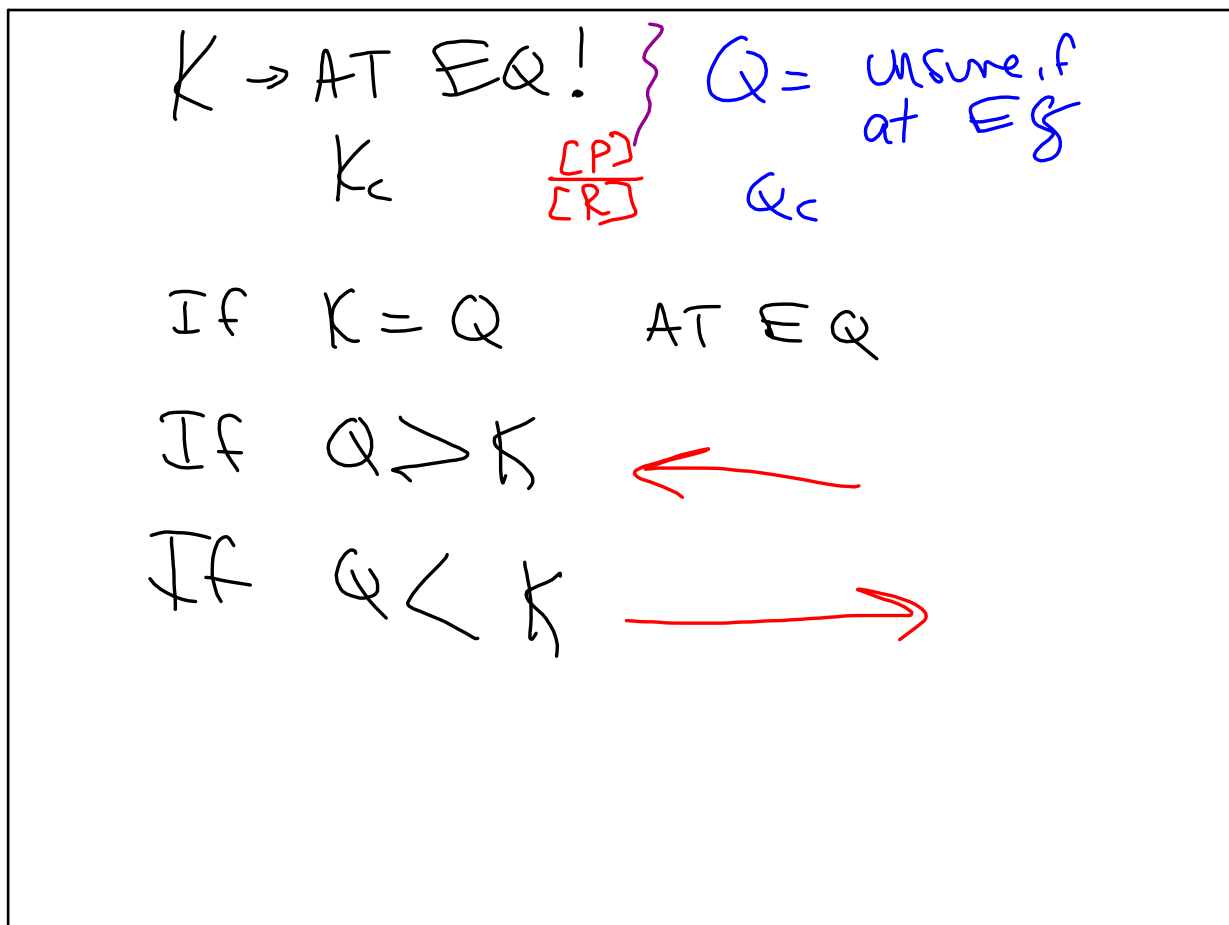 K → AT EQ!
Kc
[P]
[R]
Q = unsure if
at Eq
Qc
If K = Q AT EQ
If Q > K ←
If Q < K →